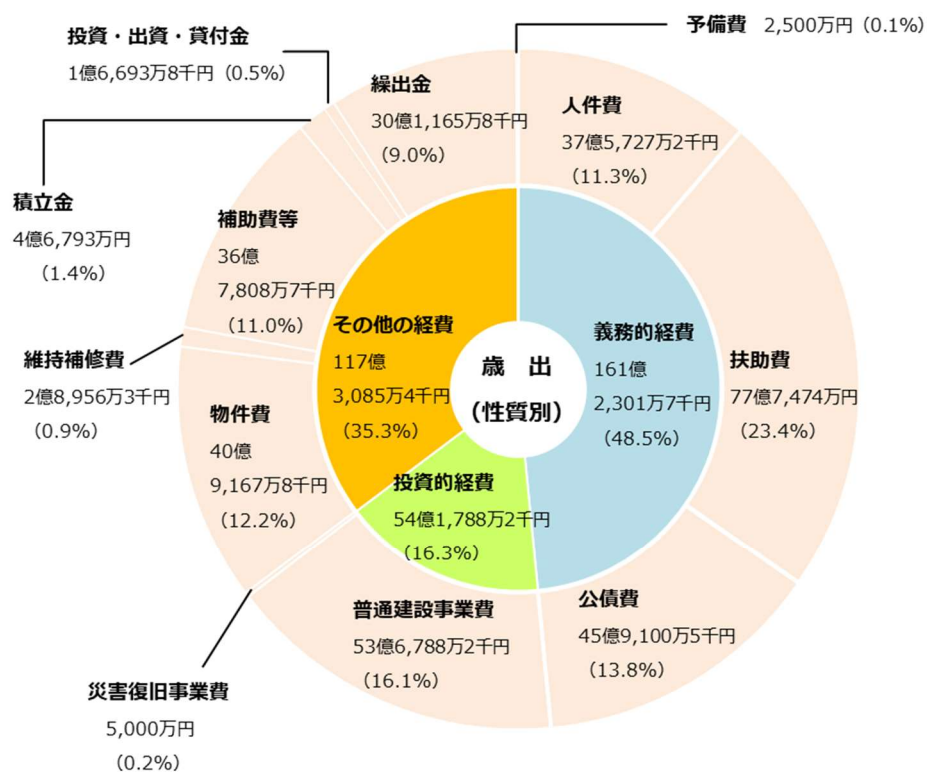 予備費 2,500万円 (0.1%)
投資・出資・貸付金
1億6,693万8千円 (0.5%)
繰出金
30億1,165万8千円
(9.0%)
人件費
37億5,727万2千円
(11.3%)
積立金
4億6,793万円
(1.4%)
補助費等
36億
7,808万7千円
(11.0%)
その他の経費
117億
3,085万4千円
(35.3%)
歳 出
(性質別)
義務的経費
161億
2,301万7千円
(48.5%)
扶助費
77億7,474万円
(23.4%)
維持補修費
2億8,956万3千円
(0.9%)
物件費
40億
9,167万8千円
(12.2%)
投資的経費
54億1,788万2千円
(16.3%)
普通建設事業費
53億6,788万2千円
(16.1%)
公債費
45億9,100万5千円
(13.8%)
災害復旧事業費
5,000万円
(0.2%)